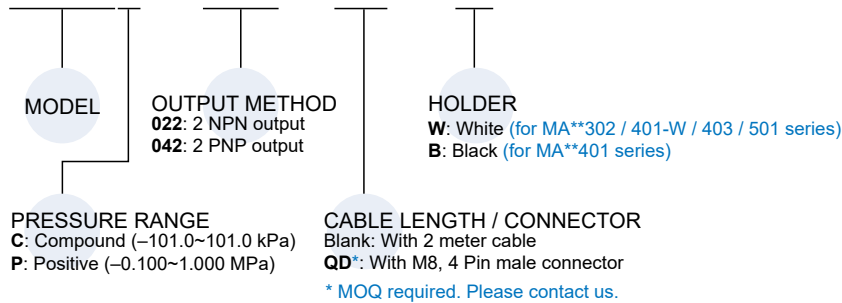 MODEL
OUTPUT METHOD
022: 2 NPN output
042: 2 PNP output
HOLDER
W: White (for MA**302 / 401-W / 403 / 501 series)
B: Black (for MA**401 series)
PRESSURE RANGE
C: Compound (–101.0~101.0 kPa)
P: Positive (–0.100~1.000 MPa)
CABLE LENGTH / CONNECTOR
Blank: With 2 meter cable
QD*: With M8, 4 Pin male connector
* MOQ required. Please contact us.